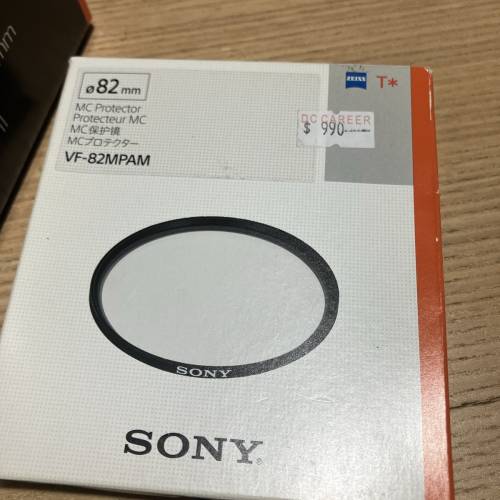 ø82mm
ZEISS
T*
MC Protector
Protecteur MC
MC保护镜
MCプロテクター
VF-82MPAM
DC CAREER
$ 990
SONY
SONY
mm